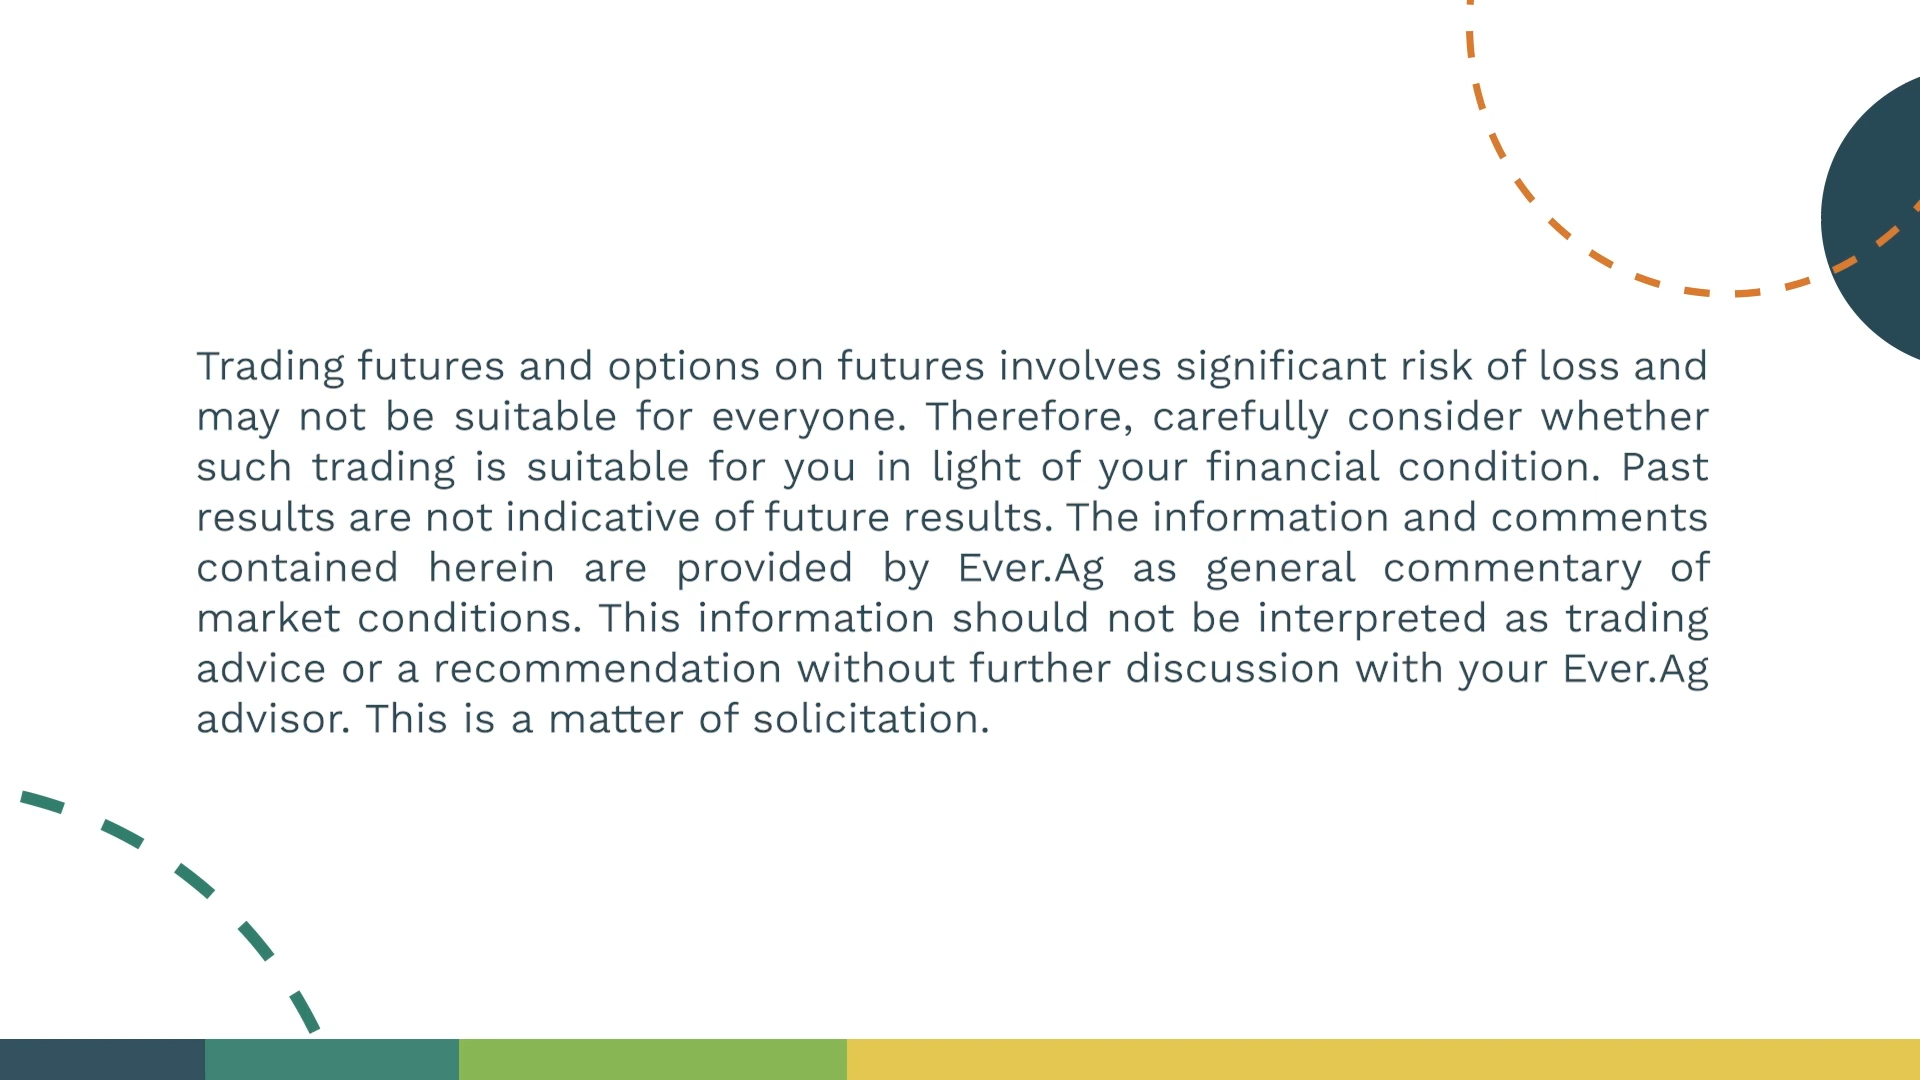 Trading futures and options on futures involves significant risk of loss and
may not be suitable for everyone. Therefore, carefully consider whether
such trading is suitable for you in light of your financial condition. Past
results are not indicative of future results. The information and comments
contained herein are provided by Ever.Ag as general commentary of
market conditions. This information should not be interpreted as trading
advice or a recommendation without further discussion with your Ever.Ag
advisor. This is a matter of solicitation.